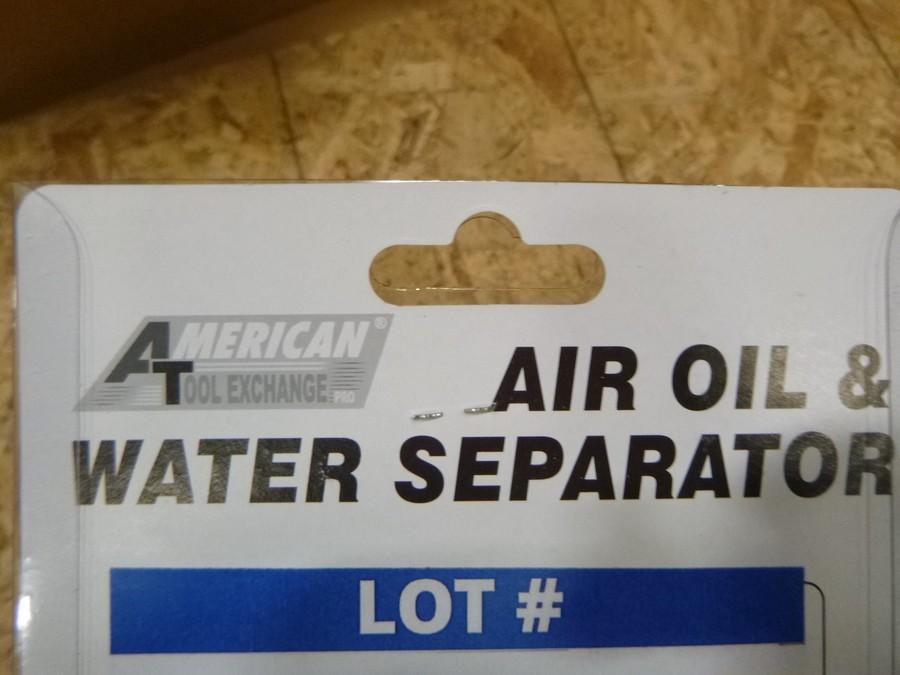 AMERICAN®
TOOL EXCHANGE PRO
AIR OIL &
WATER SEPARATOR
LOT #